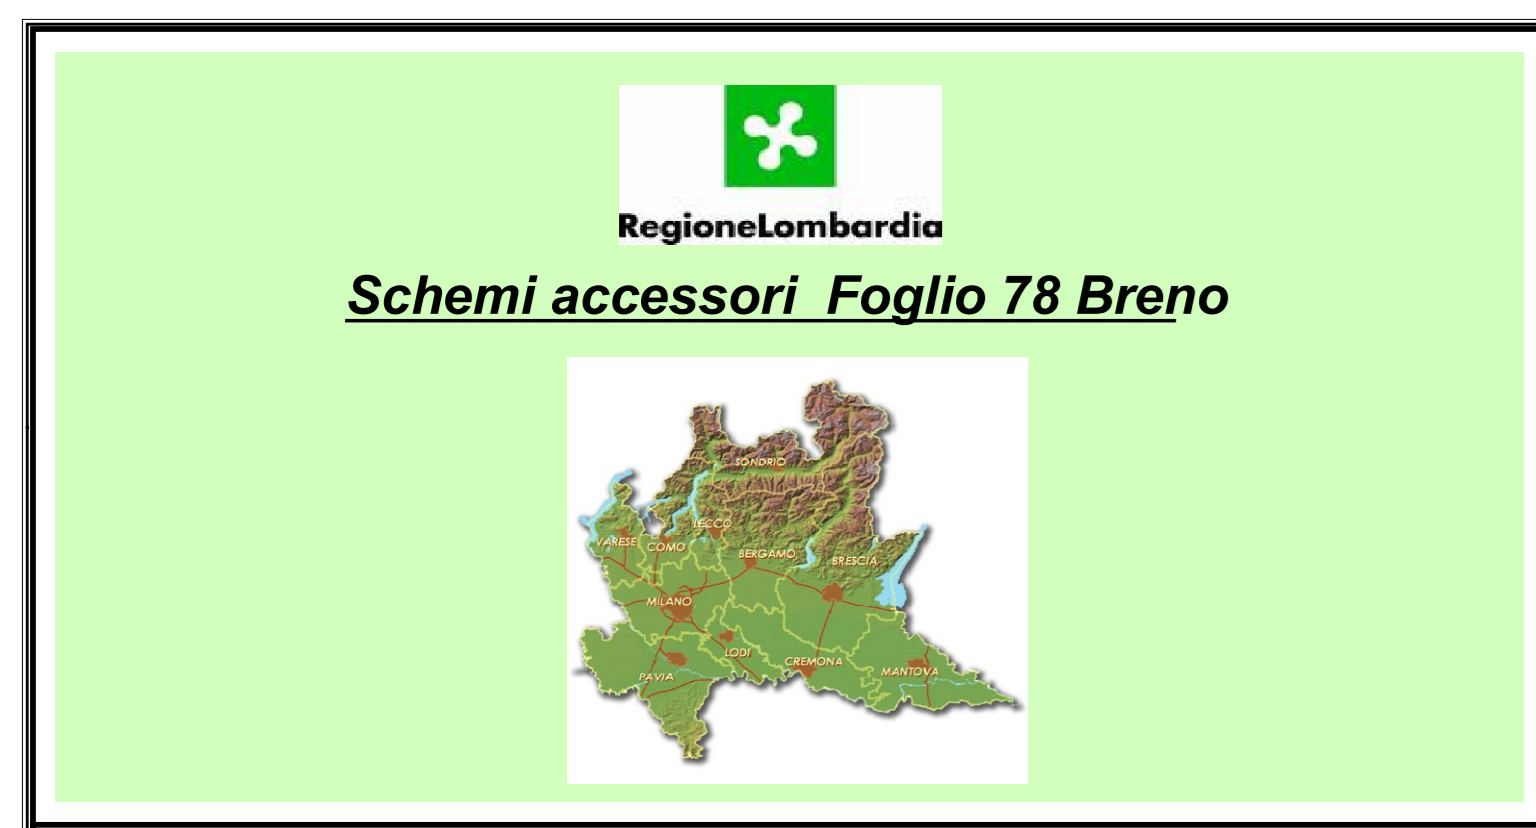 RegioneLombardia
Schemi accessori Foglio 78 Breno
SONDRIO
LECCO
VARESE
COMO
BERGAMO
BRESCIA
MILANO
LODI
CREMONA
PAVIA
MANTOVA